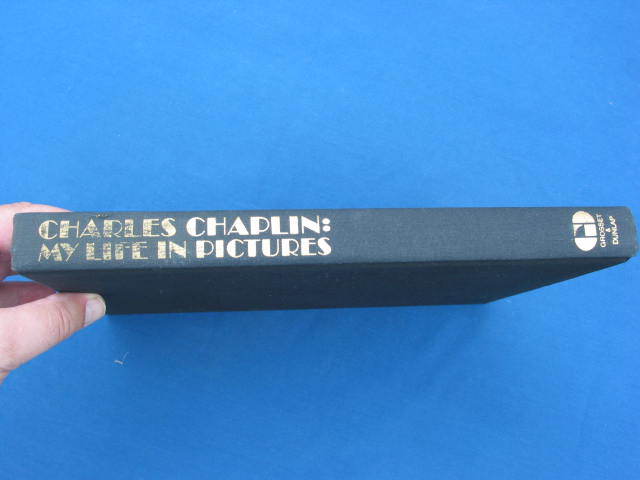 CHARLES CHAPLIN:
MY LIFE IN PICTURES
GROSSET
&
DUNLAP